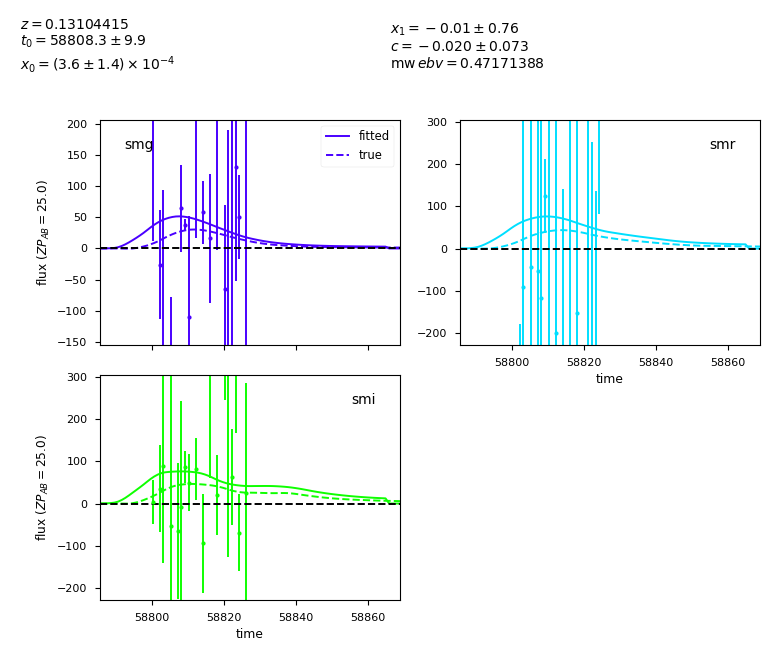 z = 0.13104415
t₀ = 58808.3 ± 9.9
x₀ = (3.6 ± 1.4) × 10⁻⁴
x₁ = −0.01 ± 0.76
c = −0.020 ± 0.073
mw ebv = 0.47171388
smg
fitted
true
200
150
100
50
0
−50
−100
−150
flux (ZP_AB = 25.0)
smr
300
200
100
0
−100
−200
58800 58820 58840 58860
time
smi
300
200
100
0
−100
−200
flux (ZP_AB = 25.0)
58800 58820 58840 58860
time